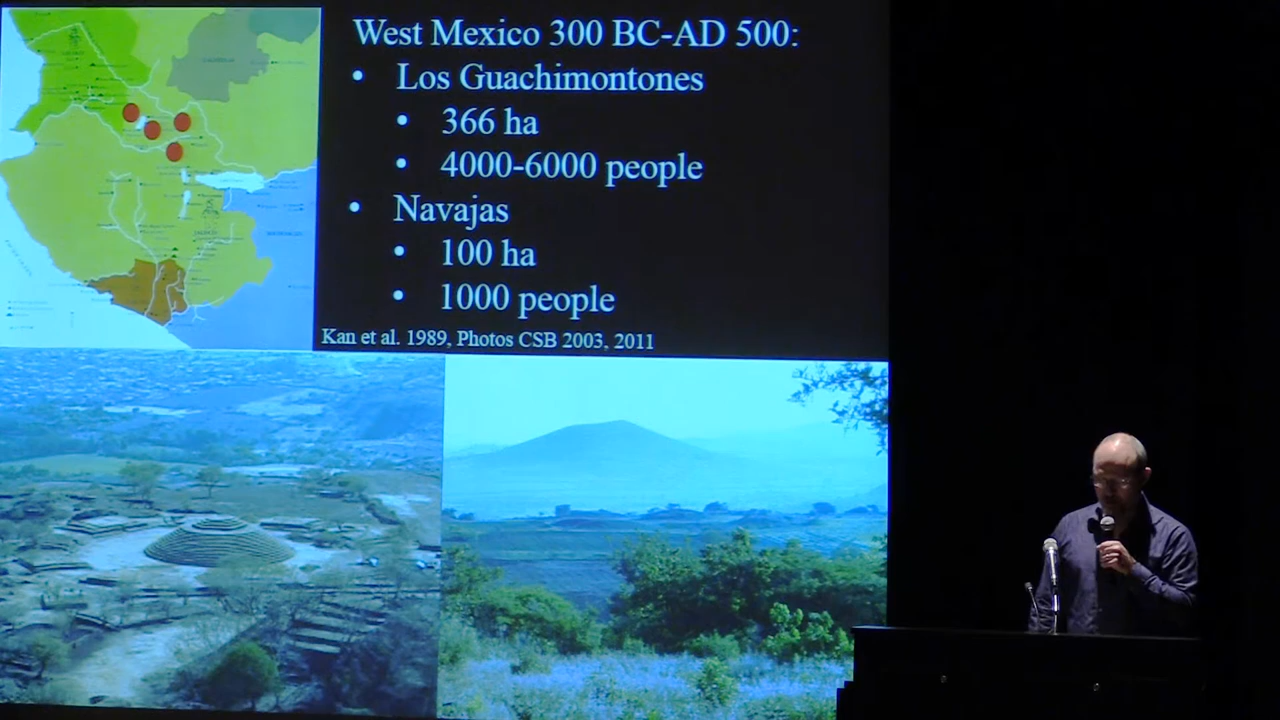 West Mexico 300 BC-AD 500:
• Los Guachimontones
• 366 ha
• 4000-6000 people
• Navajas
• 100 ha
• 1000 people
Kan et al. 1989, Photos CSB 2003, 2011